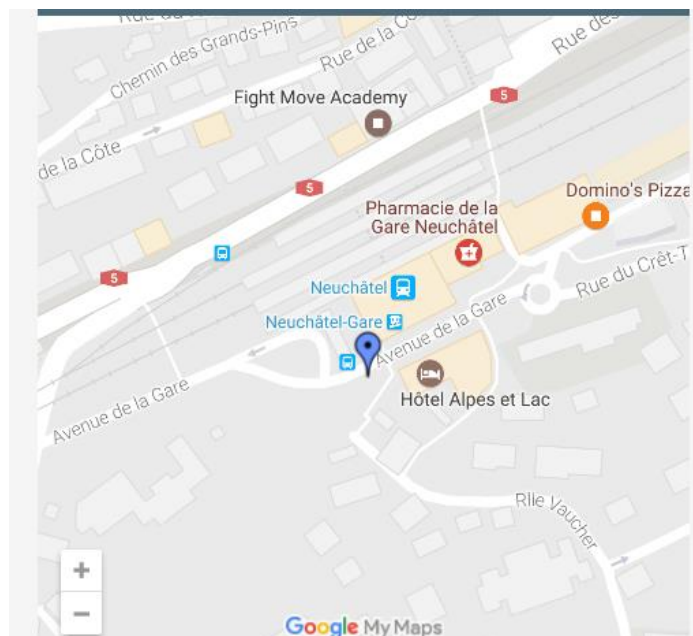 Chemin des Grands-Pins
Rue de la Co
Rue des
de la Côte
Fight Move Academy
5
5
5
Domino's Pizza
Pharmacie de la
Gare Neuchâtel
Neuchâtel
Neuchâtel-Gare
Rue du Crêt-T
Avenue de la Gare
Hôtel Alpes et Lac
Avenue de la Gare
Vaucher
+
−
Google My Maps